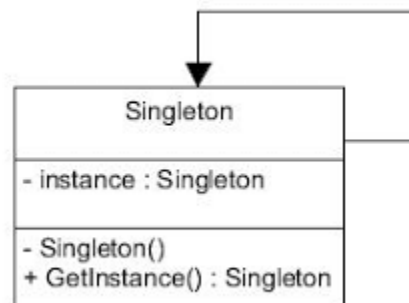 Singleton
- instance : Singleton
- Singleton()
+ GetInstance() : Singleton